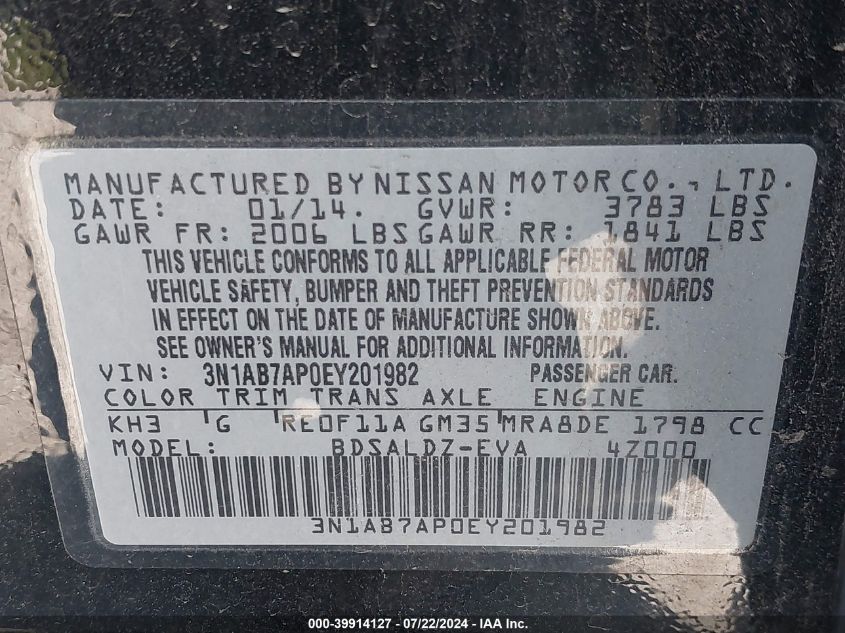 MANUFACTURED BY NISSAN MOTOR CO., LTD.
DATE: 01/14. GVWR: 3783 LBS
GAWR FR: 2006 LBS GAWR RR: 1841 LBS
THIS VEHICLE CONFORMS TO ALL APPLICABLE FEDERAL MOTOR
VEHICLE SAFETY, BUMPER AND THEFT PREVENTION STANDARDS
IN EFFECT ON THE DATE OF MANUFACTURE SHOWN ABOVE.
SEE OWNER'S MANUAL FOR ADDITIONAL INFORMATION.
VIN: 3N1AB7AP0EY201982 PASSENGER CAR.
COLOR TRIM TRANS AXLE ENGINE
KH3 'G 'RE0F11A GM35'MRA8DE 1798 CC
MODEL: BDSALDZ-EVA 4Z000
3N1AB7AP0EY201982
000-39914127 - 07/22/2024 - IAA Inc.